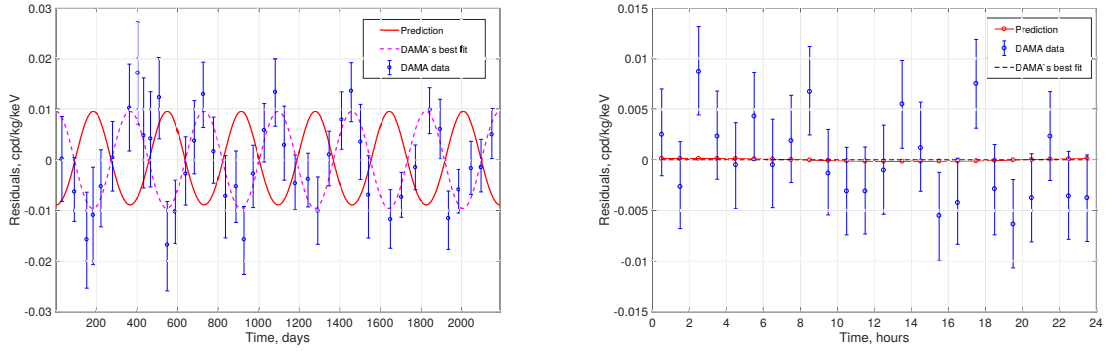 0.03
0.02
0.01
0
-0.01
-0.02
-0.03
Residuals. cpd/kg/keV
200 400 600 800 1000 1200 1400 1600 1800 2000
Time, days
Prediction
DAMA`s best fit
DAMA data
0.015
0.01
0.005
0
-0.005
-0.01
-0.015
Residuals. cpd/kg/keV
0 2 4 6 8 10 12 14 16 18 20 22 24
Time, hours
Prediction
DAMA data
DAMA`s best fit